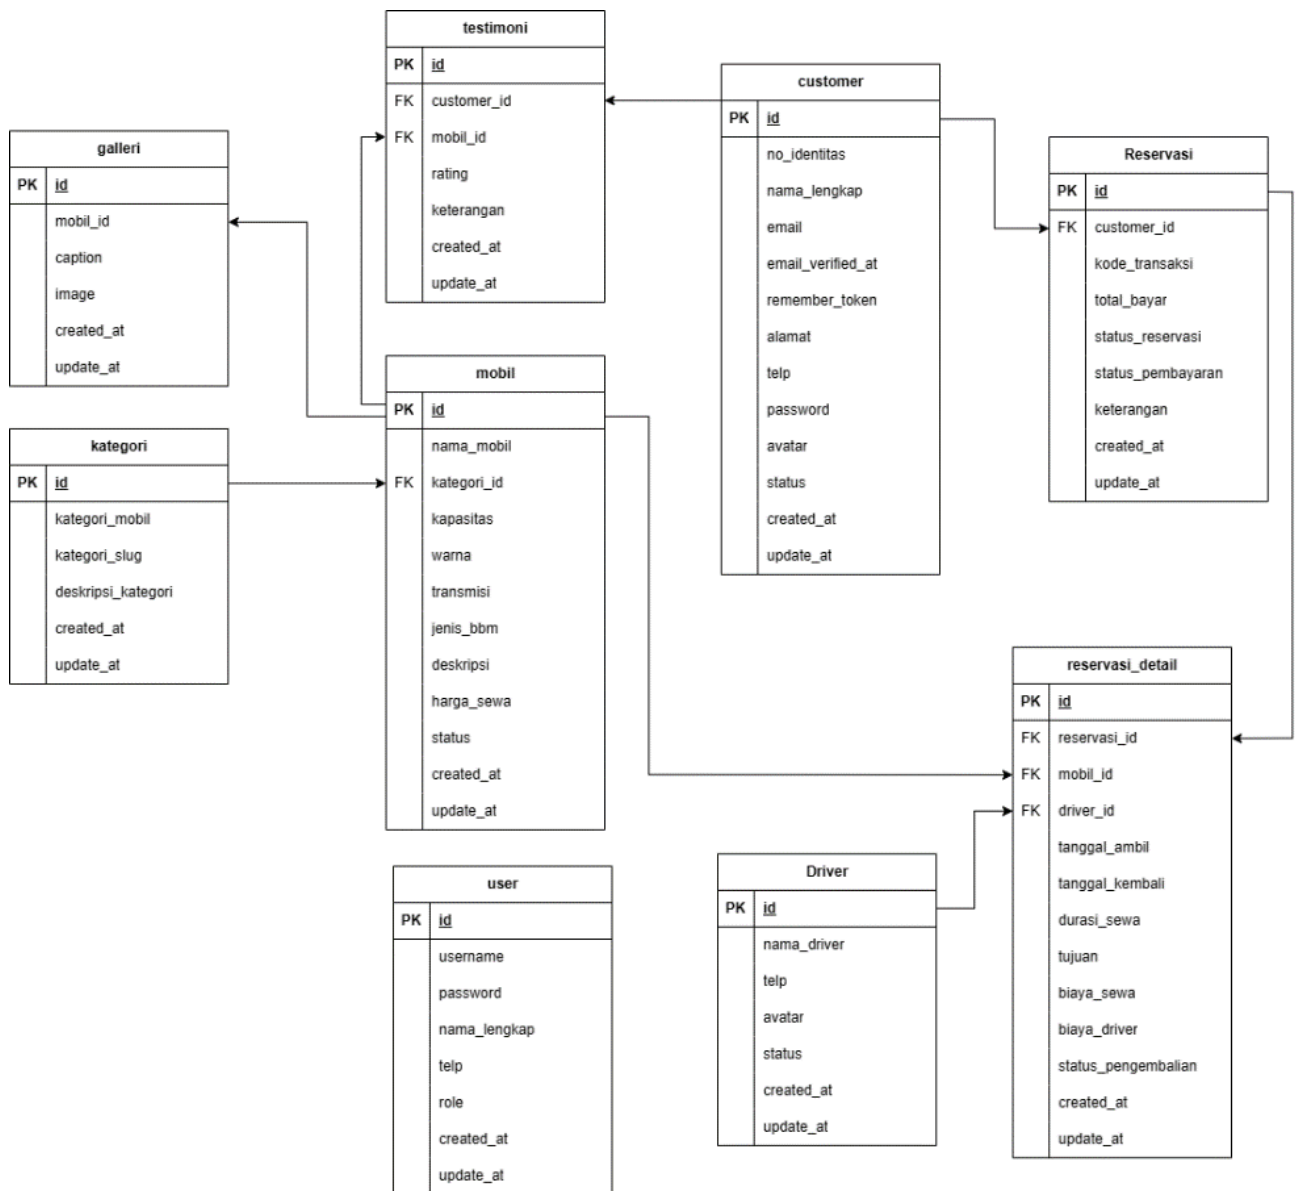 testimoni
PK id
FK customer_id
FK mobil_id
rating
keterangan
created_at
update_at
customer
PK id
no_identitas
nama_lengkap
email
email_verified_at
remember_token
alamat
telp
password
avatar
status
created_at
update_at
galleri
PK id
mobil_id
caption
image
created_at
update_at
Reservasi
PK id
FK customer_id
kode_transaksi
total_bayar
status_reservasi
status_pembayaran
keterangan
created_at
update_at
mobil
PK id
nama_mobil
FK kategori_id
kapasitas
warna
transmisi
jenis_bbm
deskripsi
harga_sewa
status
created_at
update_at
kategori
PK id
kategori_mobil
kategori_slug
deskripsi_kategori
created_at
update_at
reservasi_detail
PK id
FK reservasi_id
FK mobil_id
FK driver_id
tanggal_ambil
tanggal_kembali
durasi_sewa
tujuan
biaya_sewa
biaya_driver
status_pengembalian
created_at
update_at
user
PK id
username
password
nama_lengkap
telp
role
created_at
update_at
Driver
PK id
nama_driver
telp
avatar
status
created_at
update_at